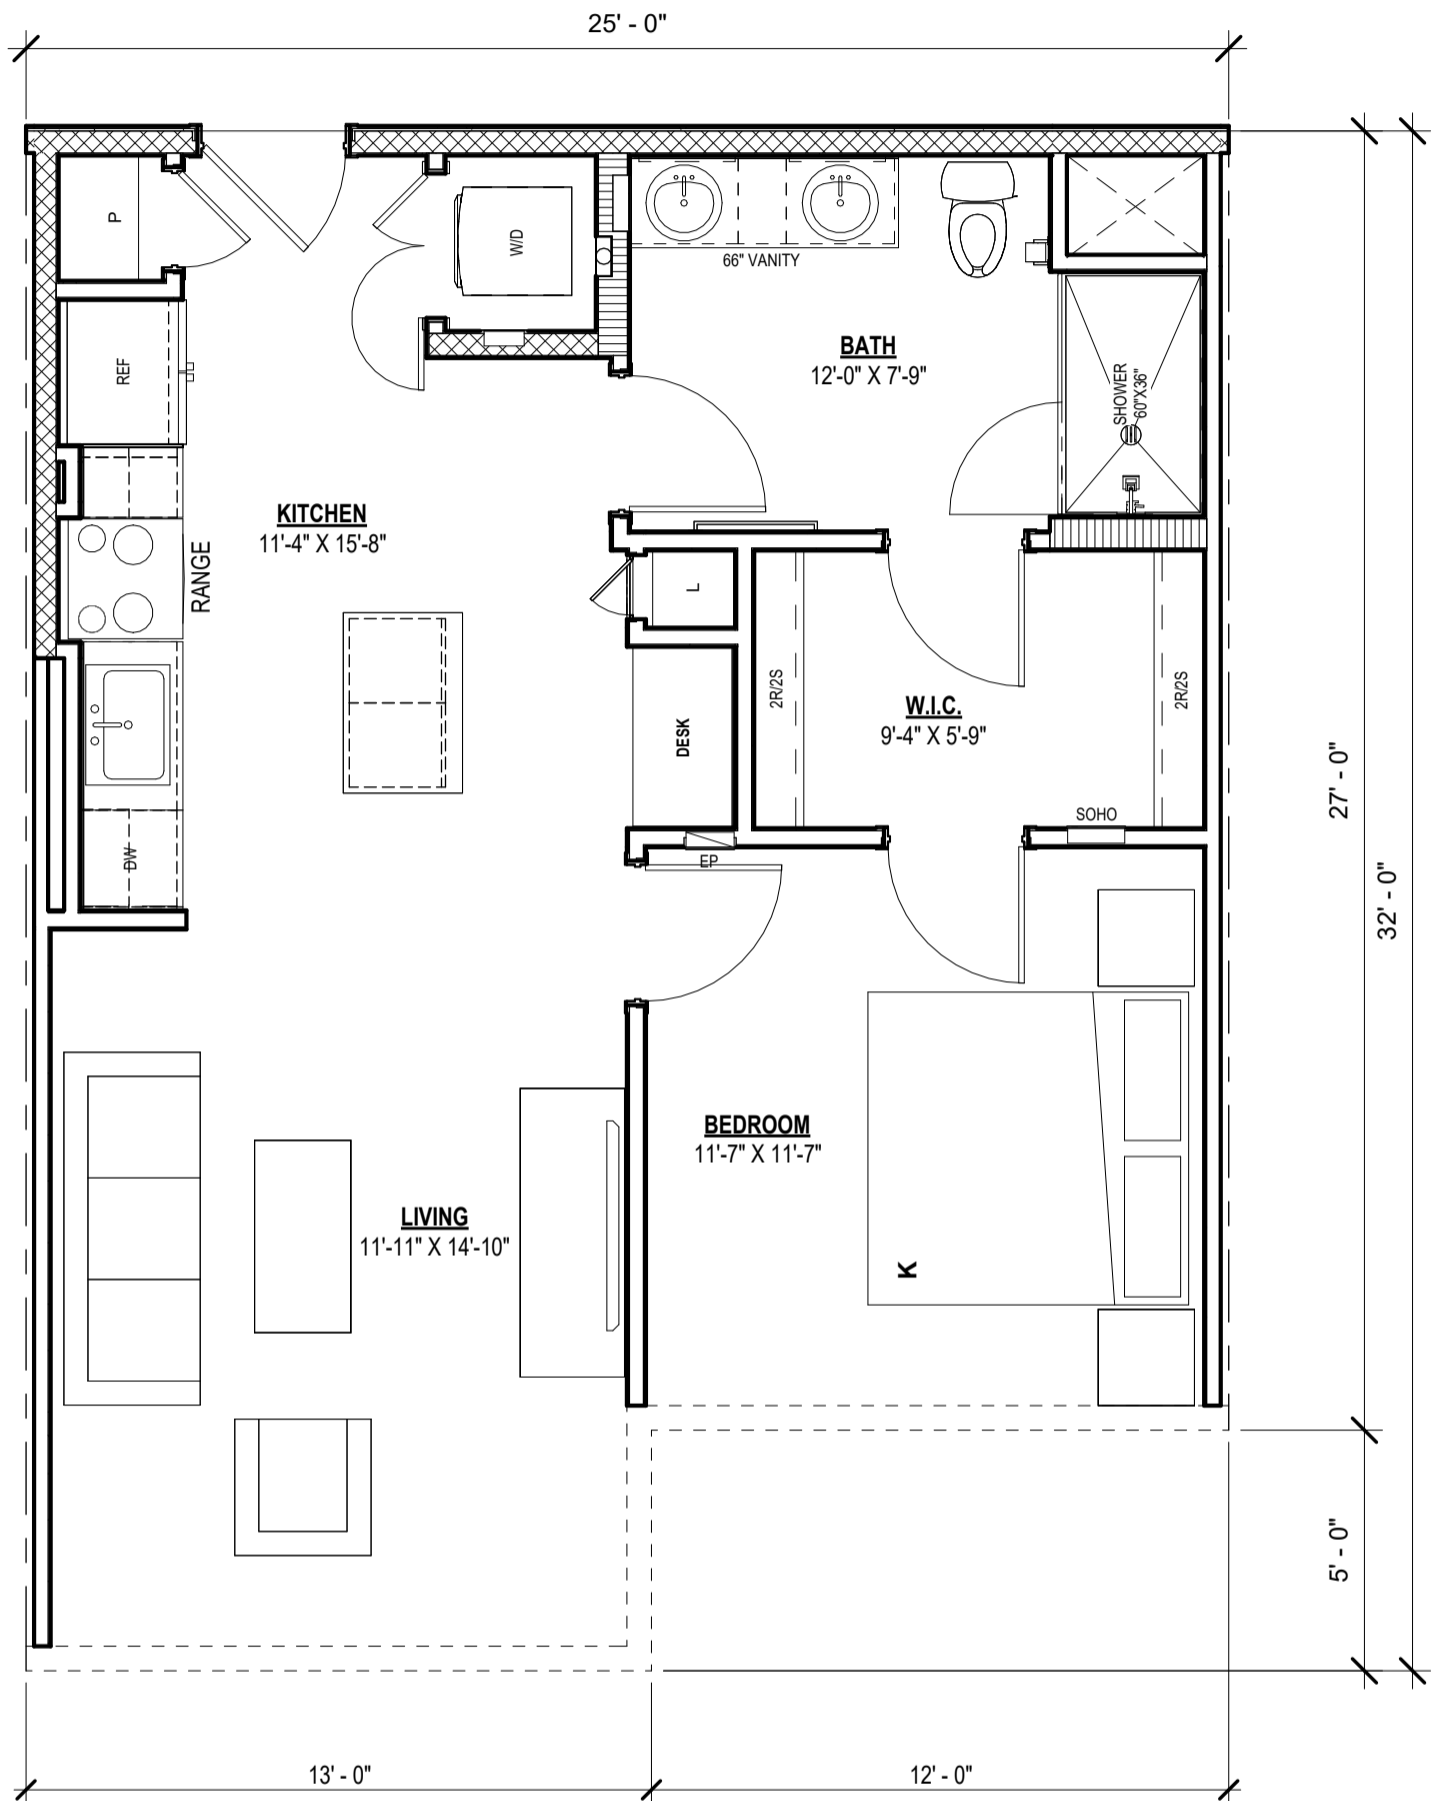 25' - 0"
P
W/D
66" VANITY
REF
BATH
12'-0" X 7'-9"
SHOWER
60"X36"
KITCHEN
11'-4" X 15'-8"
RANGE
L
2R/2S
W.I.C.
9'-4" X 5'-9"
2R/2S
DESK
27' - 0"
SOHO
DW
EP
32' - 0"
BEDROOM
11'-7" X 11'-7"
LIVING
11'-11" X 14'-10"
K
5' - 0"
13' - 0"
12' - 0"